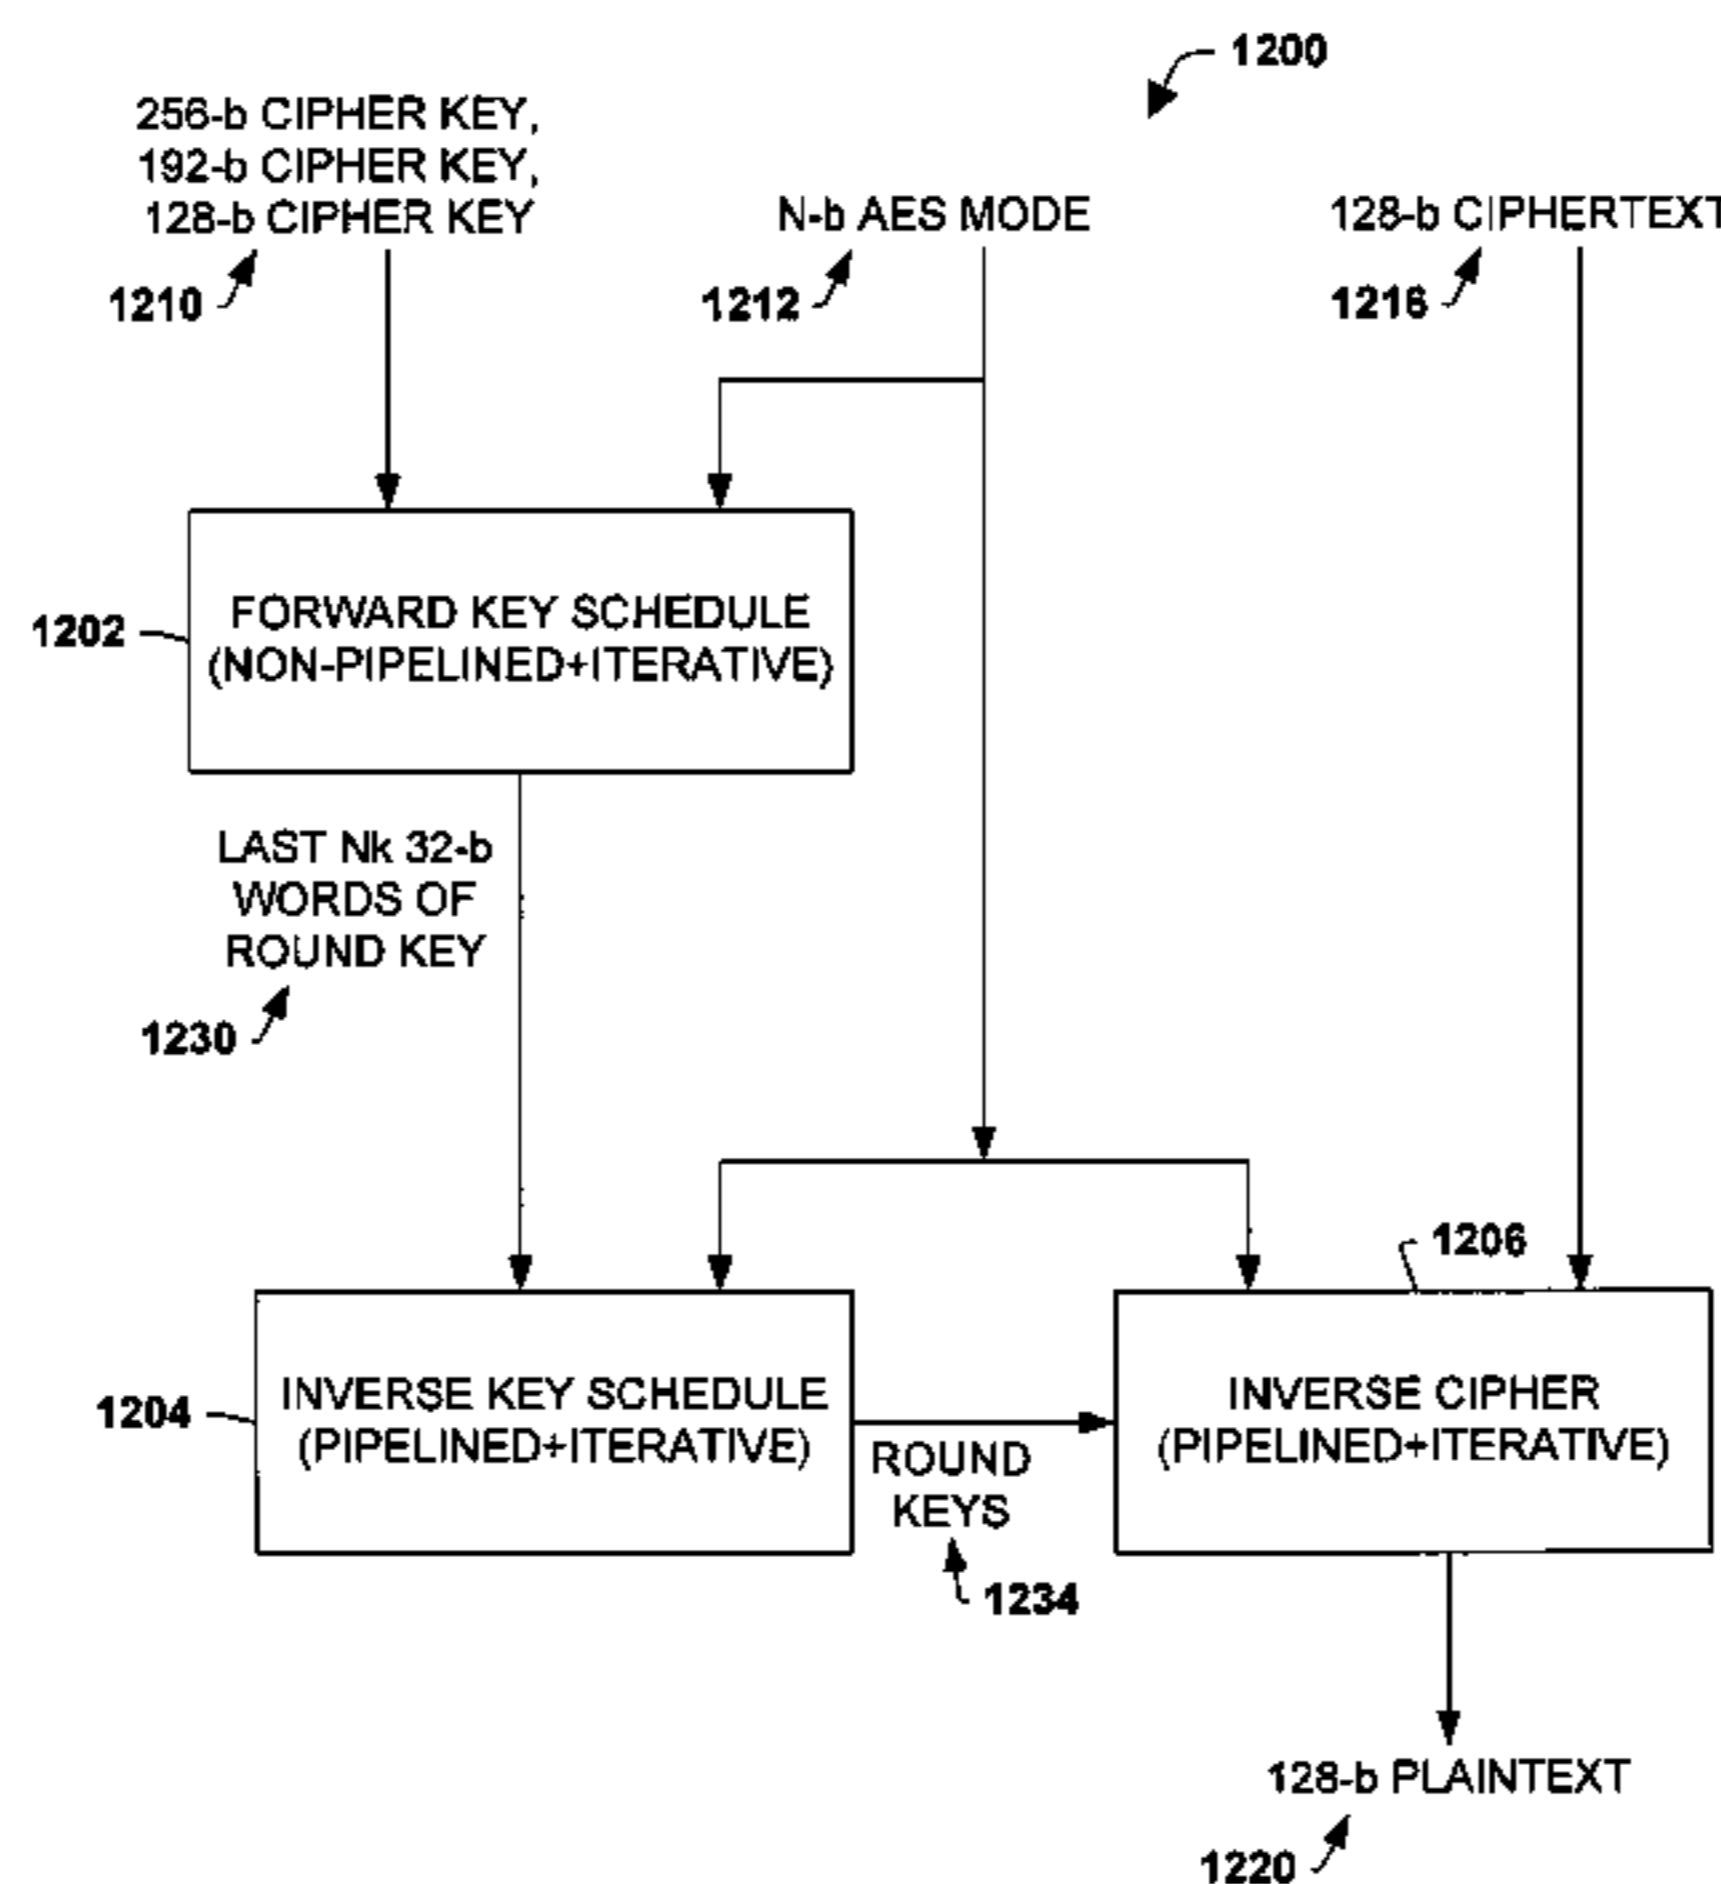 1200
256-b CIPHER KEY,
192-b CIPHER KEY,
128-b CIPHER KEY
1210
N-b AES MODE
1212
128-b CIPHERTEXT
1216
1202
FORWARD KEY SCHEDULE
(NON-PIPELINED+ITERATIVE)
LAST Nk 32-b
WORDS OF
ROUND KEY
1230
1206
1204
INVERSE KEY SCHEDULE
(PIPELINED+ITERATIVE)
ROUND
KEYS
1234
INVERSE CIPHER
(PIPELINED+ITERATIVE)
128-b PLAINTEXT
1220